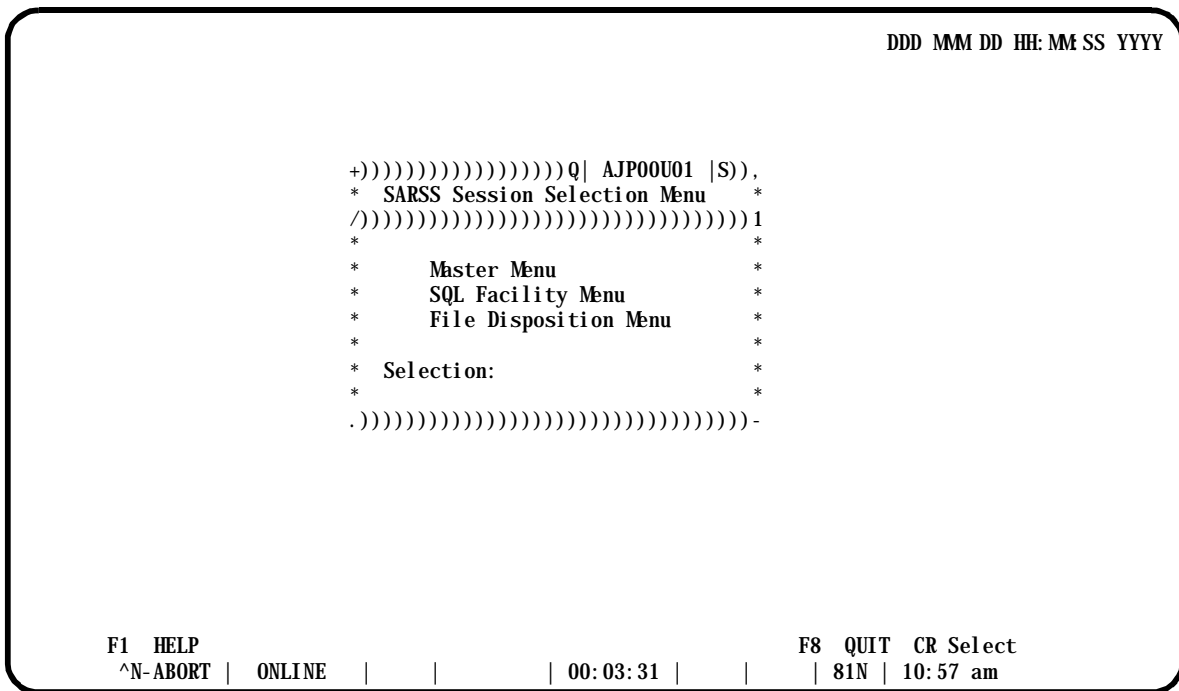 DDD MMM DD HH:MM:SS YYYY
+))))))))))))))))))Q| AJP00U01 |S)),
* SARSS Session Selection Menu *
/)))))))))))))))))))))))))))))))))1
* *
* Master Menu *
* SQL Facility Menu *
* File Disposition Menu *
* *
* Selection: *
* *
.)))))))))))))))))))))))))))))))))-
F1 HELP F8 QUIT CR Select
^N-ABORT | ONLINE | | | 00:03:31 | | | 81N | 10:57 am